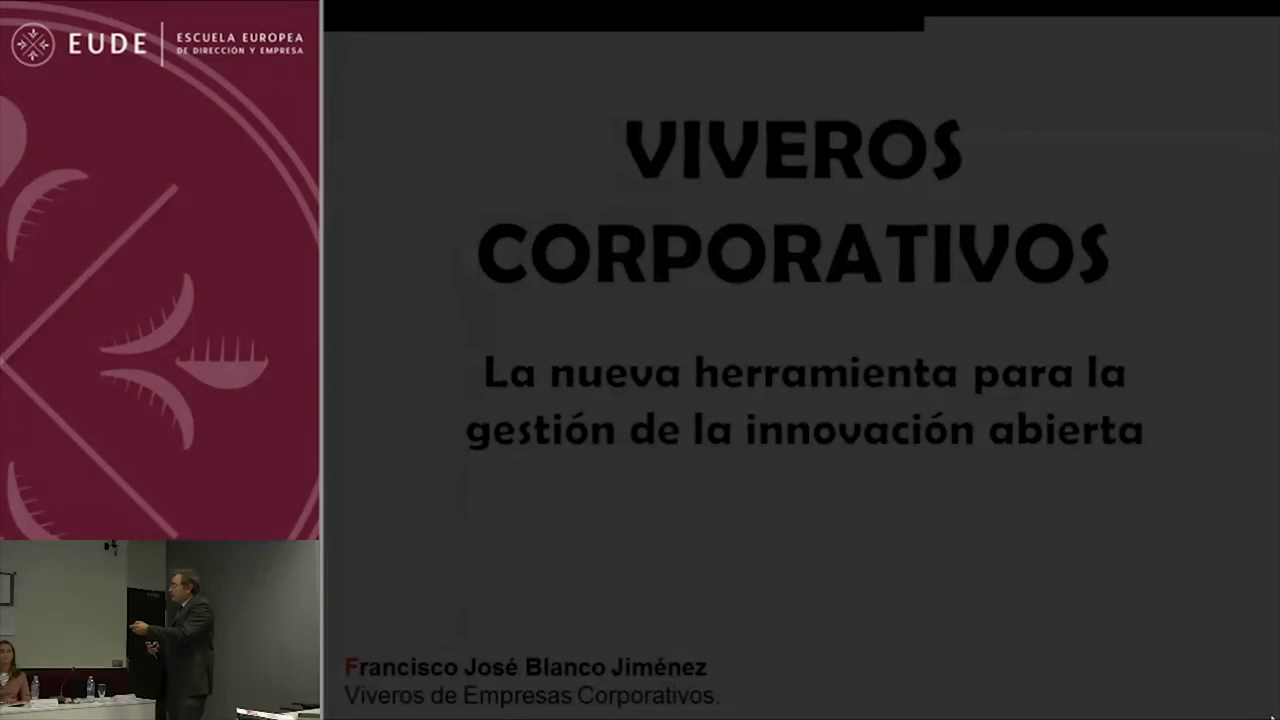 EUDE
ESCUELA EUROPEA
DE DIRECCIÓN Y EMPRESA
VIVEROS
CORPORATIVOS
La nueva herramienta para la
gestión de la innovación abierta
Francisco José Blanco Jiménez
Viveros de Empresas Corporativos.